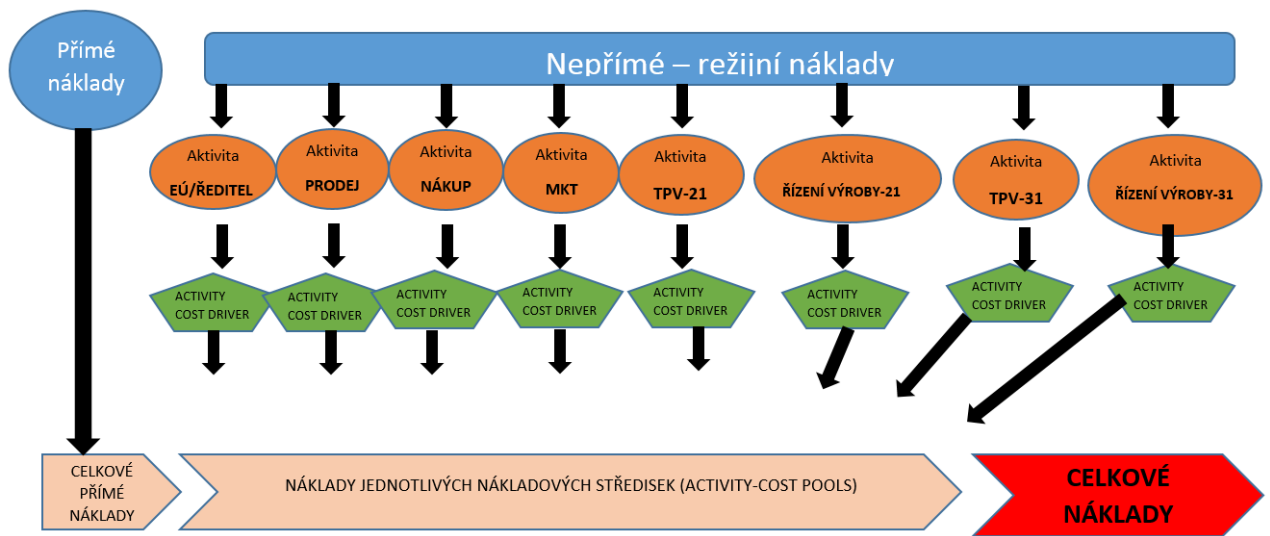 Přímé
náklady
Nepřímé – režijní náklady
Aktivita
EÚ/ŘEDITEL
Aktivita
PRODEJ
Aktivita
NÁKUP
Aktivita
MKT
Aktivita
TPV-21
Aktivita
ŘÍZENÍ VÝROBY-21
Aktivita
TPV-31
Aktivita
ŘÍZENÍ VÝROBY-31
ACTIVITY
COST DRIVER
ACTIVITY
COST DRIVER
ACTIVITY
COST DRIVER
ACTIVITY
COST DRIVER
ACTIVITY
COST DRIVER
ACTIVITY
COST DRIVER
ACTIVITY
COST DRIVER
ACTIVITY
COST DRIVER
CELKOVÉ
PŘÍMÉ
NÁKLADY
NÁKLADY JEDNOTLIVÝCH NÁKLADOVÝCH STŘEDISEK (ACTIVITY-COST POOLS)
CELKOVÉ
NÁKLADY